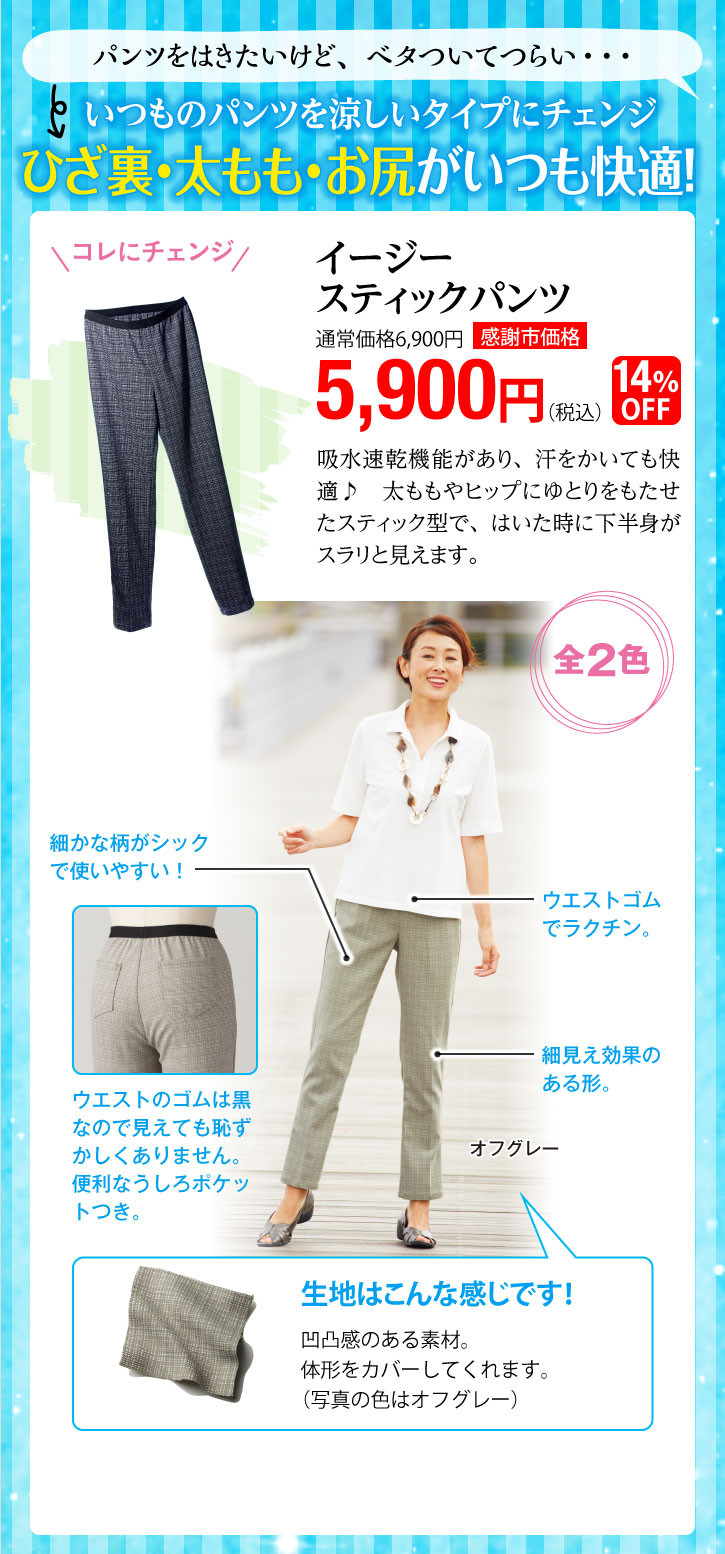 パンツをはきたいけど、ベタついてつらい・・・
いつものパンツを涼しいタイプにチェンジ
ひざ裏・太もも・お尻がいつも快適!
コレにチェンジ
イージー
スティックパンツ
通常価格6,900円 感謝市価格
5,900円(税込) 14%OFF
吸水速乾機能があり、汗をかいても快
適♪　太ももやヒップにゆとりをもたせ
たスティック型で、はいた時に下半身が
スラリと見えます。
全2色
細かな柄がシック
で使いやすい！
ウエストゴム
でラクチン。
細見え効果の
ある形。
ウエストのゴムは黒
なので見えても恥ず
かしくありません。
便利なうしろポケッ
トつき。
オフグレー
生地はこんな感じです!
凹凸感のある素材。
体形をカバーしてくれます。
（写真の色はオフグレー）